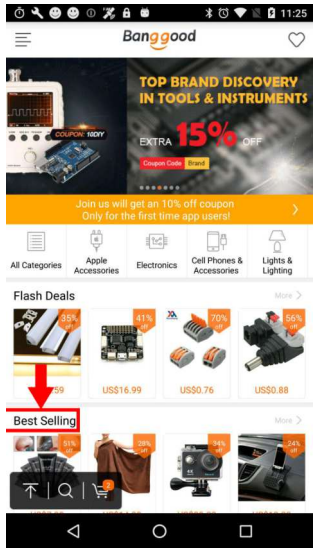 11:25
Banggood
TOP BRAND DISCOVERY
IN TOOLS & INSTRUMENTS
COUPON: 10DIY
EXTRA 15% OFF
Coupon Code Brand
Join us will get an 10% off coupon
Only for the first time app users!
All Categories
Apple
Accessories
Electronics
Cell Phones &
Accessories
Lights &
Lighting
Flash Deals More
35% off
41% off
70% off
56% off
59
US$16.99
US$0.76
US$0.88
Best Selling More
51% off
28% off
34% off
24% off
4K
2